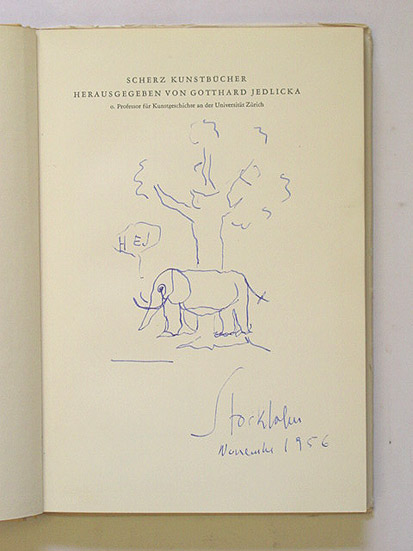 SCHERZ KUNSTBÜCHER
HERAUSGEGEBEN VON GOTTHARD JEDLICKA
o. Professor für Kunstgeschichte an der Universität Zürich
HEJ
Stockholm
November 1956